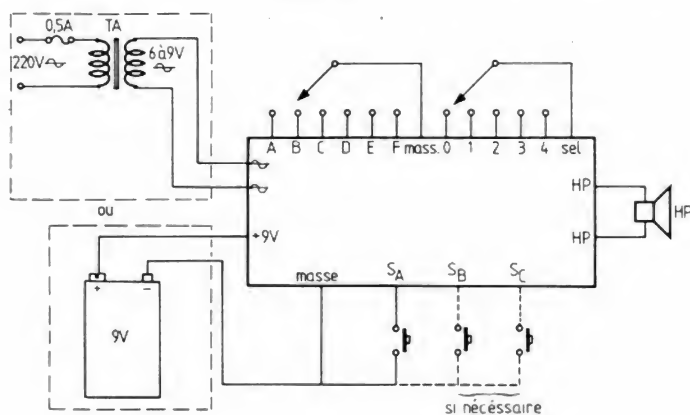 0,5A TA
220V 6à9V
A B C D E F mass. 0 1 2 3 4 sel
HP
HP
HP
ou
+9V
masse SA SB SC
+ −
9V
si nécéssaire